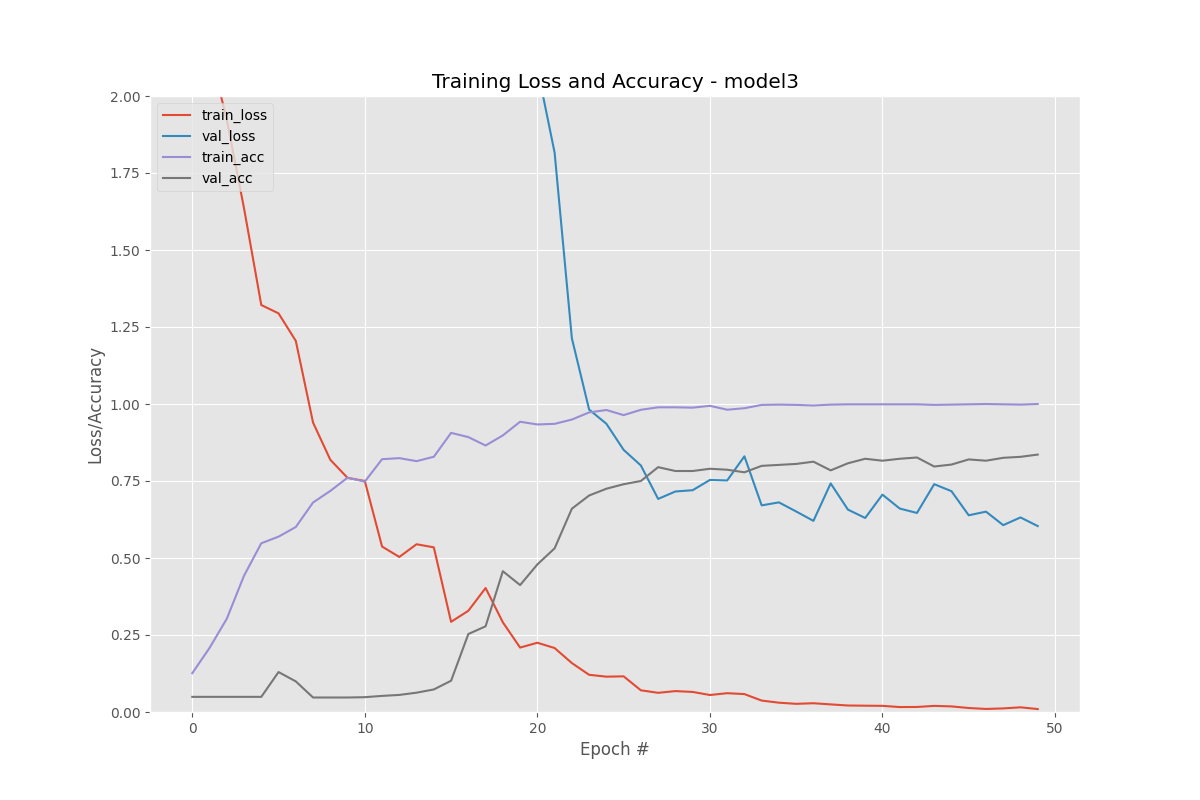 Training Loss and Accuracy - model3
train_loss
val_loss
train_acc
val_acc
Loss/Accuracy
2.00
1.75
1.50
1.25
1.00
0.75
0.50
0.25
0.00
0 10 20 30 40 50
Epoch #